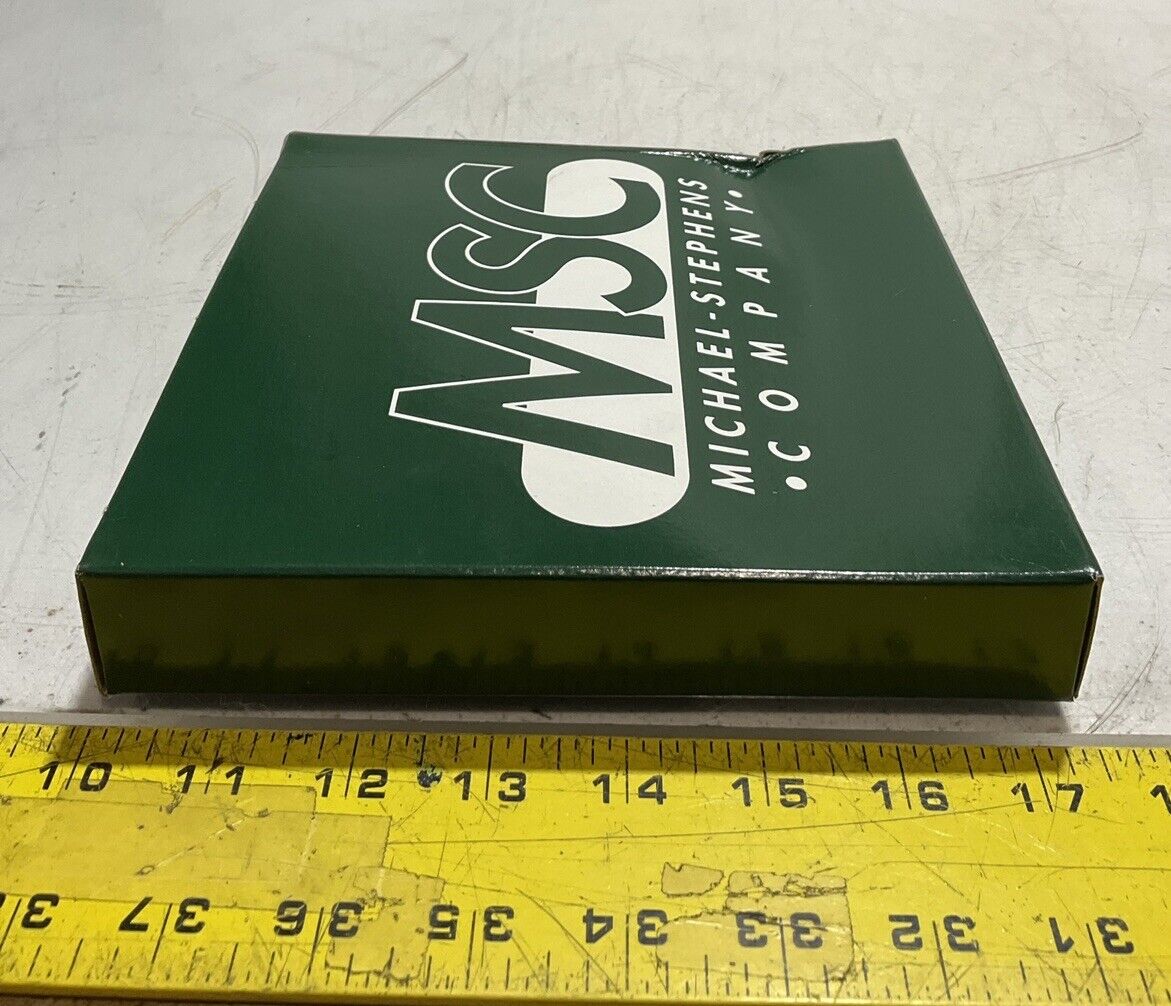 MSC
MICHAEL-STEPHENS
•COMPANY•
10 11 12 13 14 15 16 17
37 36 35 34 33 32 31